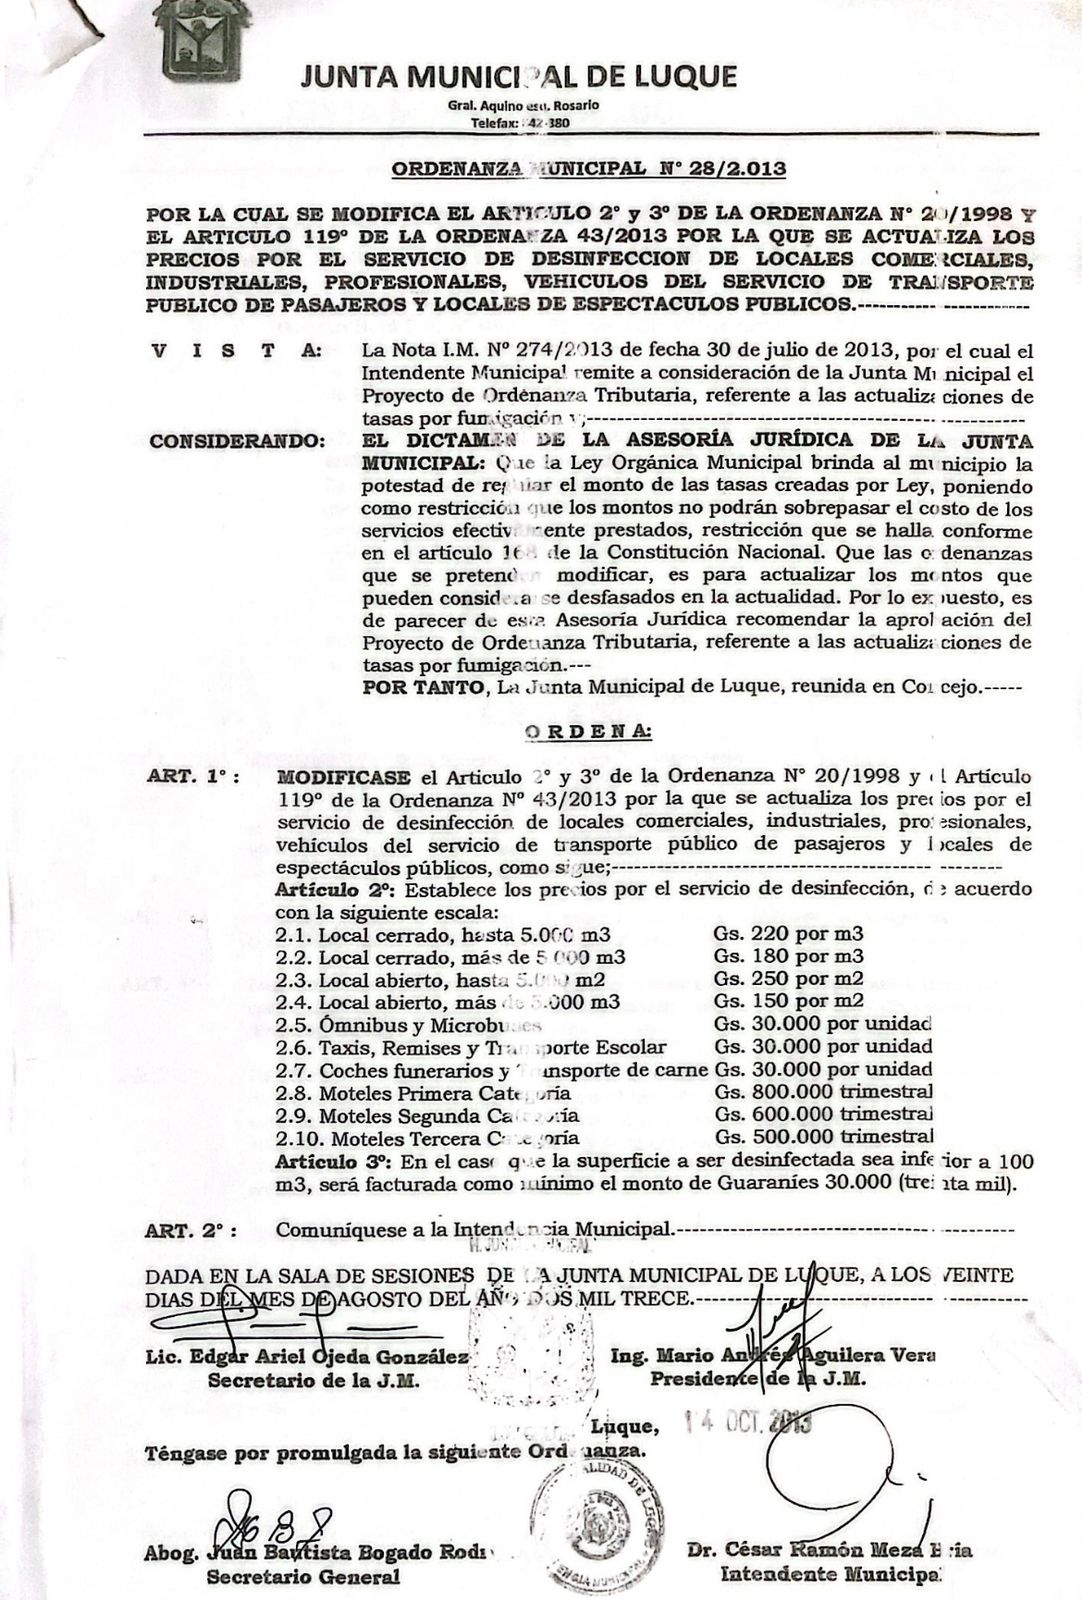 JUNTA MUNICIPAL DE LUQUE
Gral. Aquino esq. Rosario
Telefax: 642-380
ORDENANZA MUNICIPAL N° 28/2.013
POR LA CUAL SE MODIFICA EL ARTICULO 2° y 3° DE LA ORDENANZA N° 20/1998 Y
EL ARTICULO 119° DE LA ORDENANZA 43/2013 POR LA QUE SE ACTUALIZA LOS
PRECIOS POR EL SERVICIO DE DESINFECCION DE LOCALES COMERCIALES,
INDUSTRIALES, PROFESIONALES, VEHICULOS DEL SERVICIO DE TRANSPORTE
PUBLICO DE PASAJEROS Y LOCALES DE ESPECTACULOS PUBLICOS.--------------------
V I S T A: La Nota I.M. Nº 274/2013 de fecha 30 de julio de 2013, por el cual el
Intendente Municipal remite a consideración de la Junta Municipal el
Proyecto de Ordenanza Tributaria, referente a las actualizaciones de
tasas por fumigación y;--------------------------------------------------
CONSIDERANDO: EL DICTAMEN DE LA ASESORÍA JURÍDICA DE LA JUNTA
MUNICIPAL: Que la Ley Orgánica Municipal brinda al municipio la
potestad de regular el monto de las tasas creadas por Ley, poniendo
como restricción que los montos no podrán sobrepasar el costo de los
servicios efectivamente prestados, restricción que se halla conforme
en el artículo 168 de la Constitución Nacional. Que las ordenanzas
que se pretenden modificar, es para actualizar los montos que
pueden considerarse desfasados en la actualidad. Por lo expuesto, es
de parecer de esta Asesoría Jurídica recomendar la aprobación del
Proyecto de Ordenanza Tributaria, referente a las actualizaciones de
tasas por fumigación.---
POR TANTO, La Junta Municipal de Luque, reunida en Concejo.-----
O R D E N A:
ART. 1° : MODIFICASE el Articulo 2° y 3° de la Ordenanza N° 20/1998 y el Artículo
119° de la Ordenanza Nº 43/2013 por la que se actualiza los precios por el
servicio de desinfección de locales comerciales, industriales, profesionales,
vehículos del servicio de transporte público de pasajeros y locales de
espectáculos públicos, como sigue;---------------------------------------------
Artículo 2°: Establece los precios por el servicio de desinfección, de acuerdo
con la siguiente escala:
2.1. Local cerrado, hasta 5.000 m3 Gs. 220 por m3
2.2. Local cerrado, más de 5.000 m3 Gs. 180 por m3
2.3. Local abierto, hasta 5.000 m2 Gs. 250 por m2
2.4. Local abierto, más de 5.000 m3 Gs. 150 por m2
2.5. Ómnibus y Microbuses Gs. 30.000 por unidad
2.6. Taxis, Remises y Transporte Escolar Gs. 30.000 por unidad
2.7. Coches funerarios y Transporte de carne Gs. 30.000 por unidad
2.8. Moteles Primera Categoría Gs. 800.000 trimestral
2.9. Moteles Segunda Categoría Gs. 600.000 trimestral
2.10. Moteles Tercera Categoría Gs. 500.000 trimestral
Artículo 3°: En el caso que la superficie a ser desinfectada sea inferior a 100
m3, será facturada como mínimo el monto de Guaraníes 30.000 (treinta mil).
ART. 2° : Comuníquese a la Intendencia Municipal.------------------------------------
H. JUNTA MUNICIPAL
DADA EN LA SALA DE SESIONES DE LA JUNTA MUNICIPAL DE LUQUE, A LOS VEINTE
DIAS DEL MES DE AGOSTO DEL AÑO DOS MIL TRECE.-----------------------------------
Lic. Edgar Ariel Ojeda González Ing. Mario Andrés Aguilera Vera
Secretario de la J.M. Presidente de la J.M.
Luque, 14 OCT. 2013
Téngase por promulgada la siguiente Ordenanza.
Abog. Juan Bautista Bogado Dr. César Ramón Meza
Secretario General Intendente Municipal